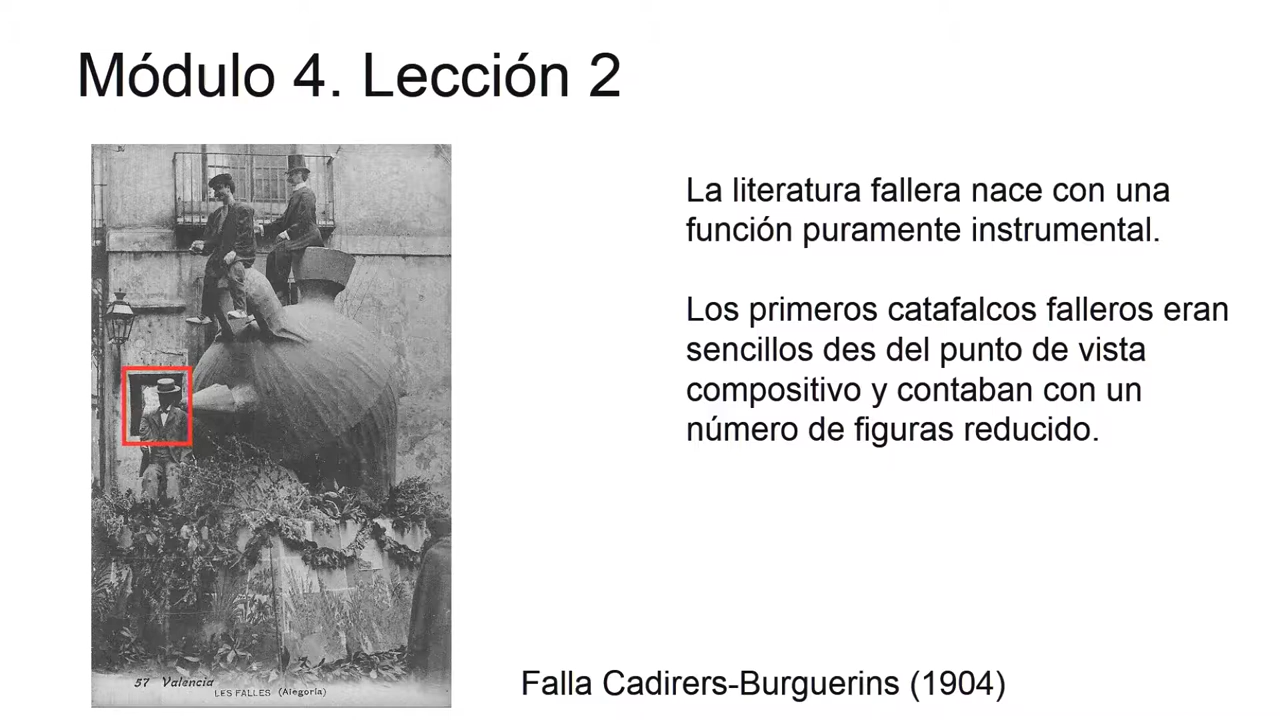 Módulo 4. Lección 2
La literatura fallera nace con una
función puramente instrumental.
Los primeros catafalcos falleros eran
sencillos des del punto de vista
compositivo y contaban con un
número de figuras reducido.
57 Valencia
LES FALLES (Alegoría)
Falla Cadirers-Burguerins (1904)